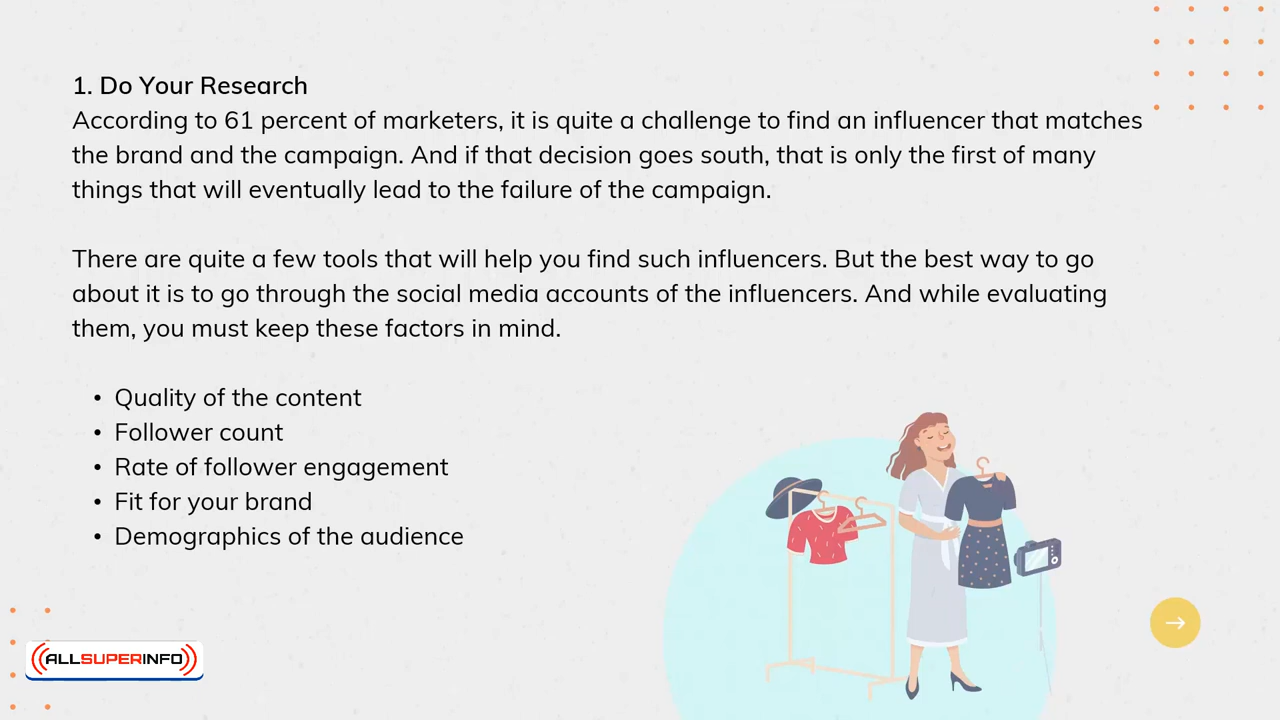 1. Do Your Research
According to 61 percent of marketers, it is quite a challenge to find an influencer that matches
the brand and the campaign. And if that decision goes south, that is only the first of many
things that will eventually lead to the failure of the campaign.
There are quite a few tools that will help you find such influencers. But the best way to go
about it is to go through the social media accounts of the influencers. And while evaluating
them, you must keep these factors in mind.
• Quality of the content
• Follower count
• Rate of follower engagement
• Fit for your brand
• Demographics of the audience
ALLSUPERINFO